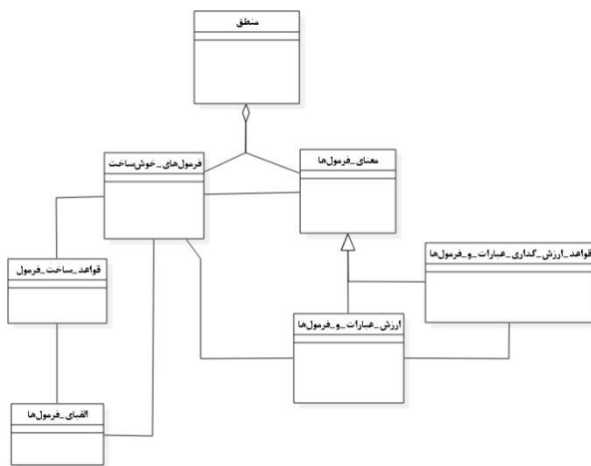 منطق
فرمول‌های_خوش‌ساخت
معنای_فرمول‌ها
قواعد_ساخت_فرمول
قواعد_ارزش_گذاری_عبارات_و_فرمول‌ها
ارزش_عبارات_و_فرمول‌ها
الفبای_فرمول‌ها